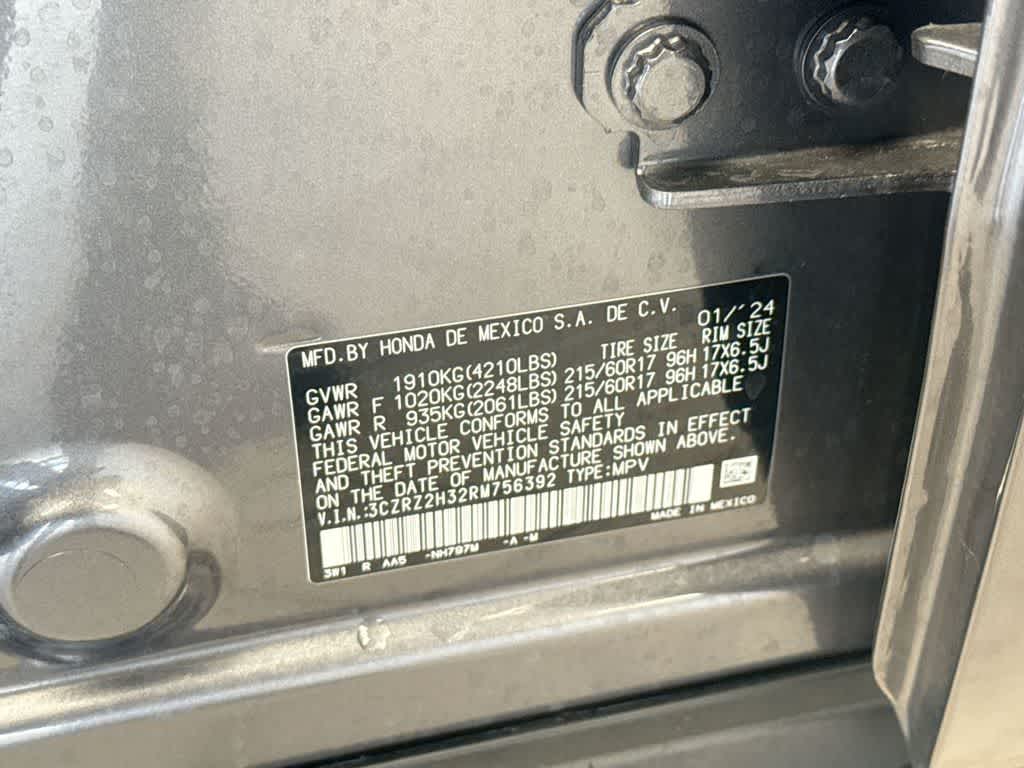 MFD.BY HONDA DE MEXICO S.A. DE C.V. 01/´24
TIRE SIZE RIM SIZE
GVWR 1910KG(4210LBS)
GAWR F 1020KG(2248LBS) 215/60R17 96H 17X6.5J
GAWR R 935KG(2061LBS) 215/60R17 96H 17X6.5J
THIS VEHICLE CONFORMS TO ALL APPLICABLE
FEDERAL MOTOR VEHICLE SAFETY
AND THEFT PREVENTION STANDARDS IN EFFECT
ON THE DATE OF MANUFACTURE SHOWN ABOVE.
V.I.N.:3CZRZ2H32RM756392 TYPE:MPV
MADE IN MEXICO
3W1 R AA5 -NH797M -A -M